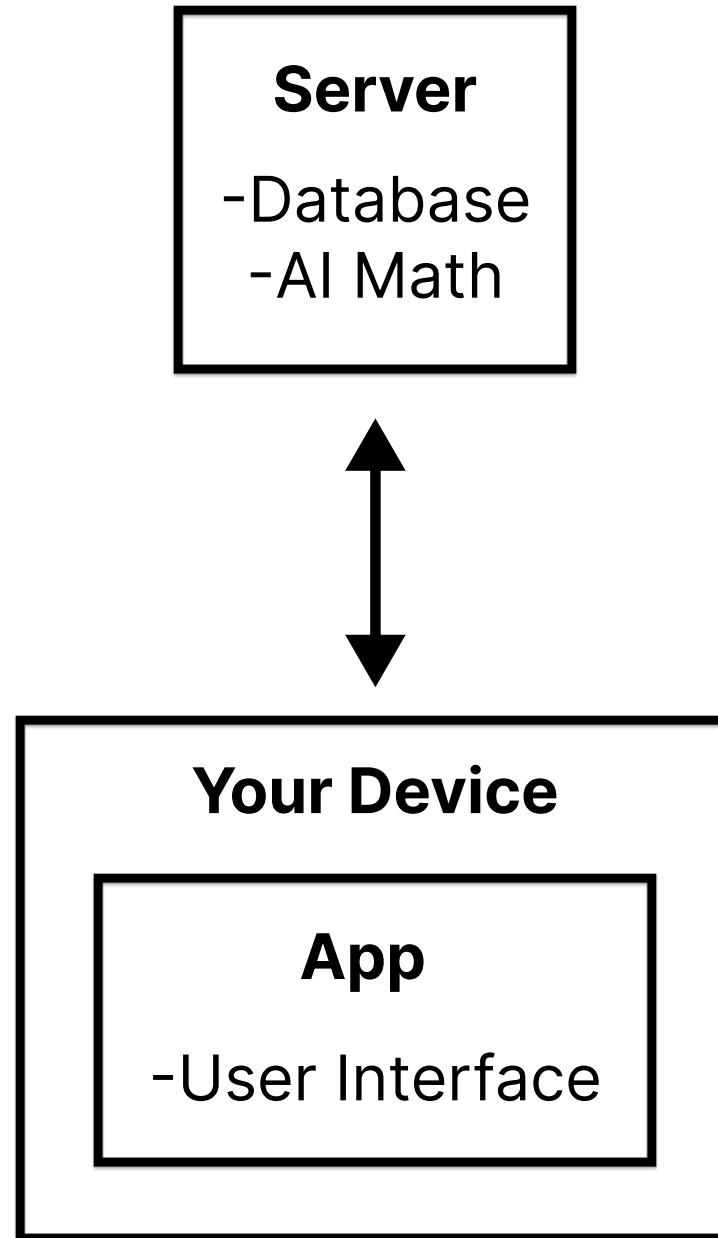 Server
-Database
-AI Math
Your Device
App
-User Interface